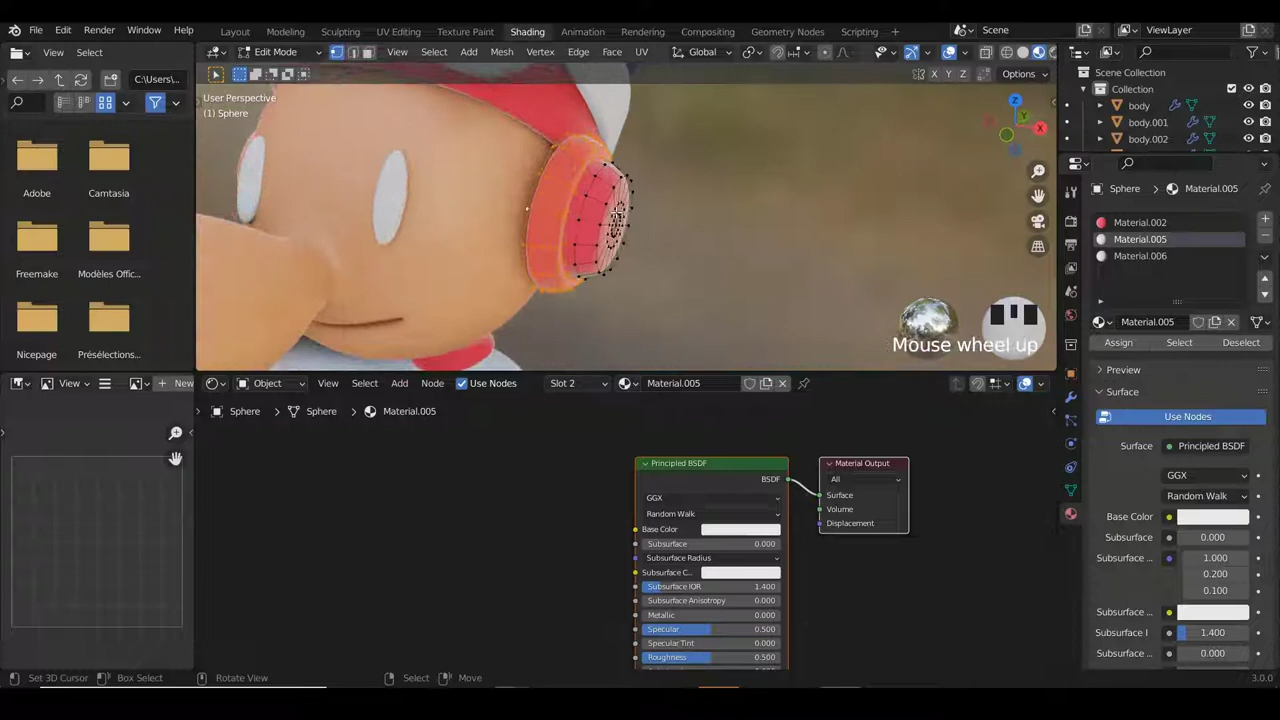 File Edit Render Window Help Layout Modeling Sculpting UV Editing Texture Paint Shading Animation Rendering Compositing Geometry Nodes Scripting Scene ViewLayer
View Select Edit Mode View Select Add Mesh Vertex Edge Face UV Global
C:\Users\... X Y Z Options Scene Collection
User Perspective
(1) Sphere
Z
Y
X
Collection
body
body.001
body.002
Adobe Camtasia
Freemake Modèles Offic...
Nicepage Présélections...
Sphere Material.005
Material.002
Material.005
Material.006
Material.005
Mouse wheel up
Assign Select Deselect
Preview
Surface
Use Nodes
Surface Principled BSDF
GGX
Random Walk
Base Color
Subsurface 0.000
Subsurface ... 1.000
0.200
0.100
Subsurface ...
Subsurface I 1.400
Subsurface ... 0.000
View New Object View Select Add Node Use Nodes Slot 2 Material.005
Sphere Sphere Material.005
Principled BSDF
BSDF
GGX
Random Walk
Base Color
Subsurface 0.000
Subsurface Radius
Subsurface C...
Subsurface IOR 1.400
Subsurface Anisotropy 0.000
Metallic 0.000
Specular 0.500
Specular Tint 0.000
Roughness 0.500
Material Output
All
Surface
Volume
Displacement
Set 3D Cursor Box Select Rotate View Select Move 3.0.0